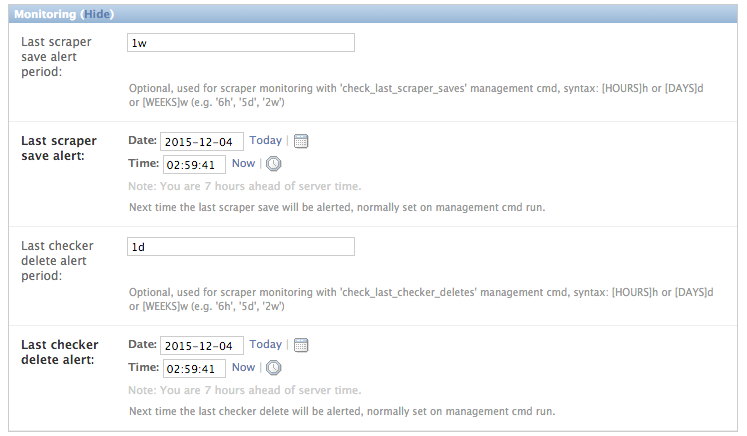 Monitoring (Hide)
Last scraper
save alert
period:
1w
Optional, used for scraper monitoring with 'check_last_scraper_saves' management cmd, syntax: [HOURS]h or [DAYS]d
or [WEEKS]w (e.g. '6h', '5d', '2w')
Last scraper
save alert:
Date: 2015-12-04 Today |
Time: 02:59:41 Now |
Note: You are 7 hours ahead of server time.
Next time the last scraper save will be alerted, normally set on management cmd run.
Last checker
delete alert
period:
1d
Optional, used for scraper monitoring with 'check_last_checker_deletes' management cmd, syntax: [HOURS]h or [DAYS]d
or [WEEKS]w (e.g. '6h', '5d', '2w')
Last checker
delete alert:
Date: 2015-12-04 Today |
Time: 02:59:41 Now |
Note: You are 7 hours ahead of server time.
Next time the last checker delete will be alerted, normally set on management cmd run.